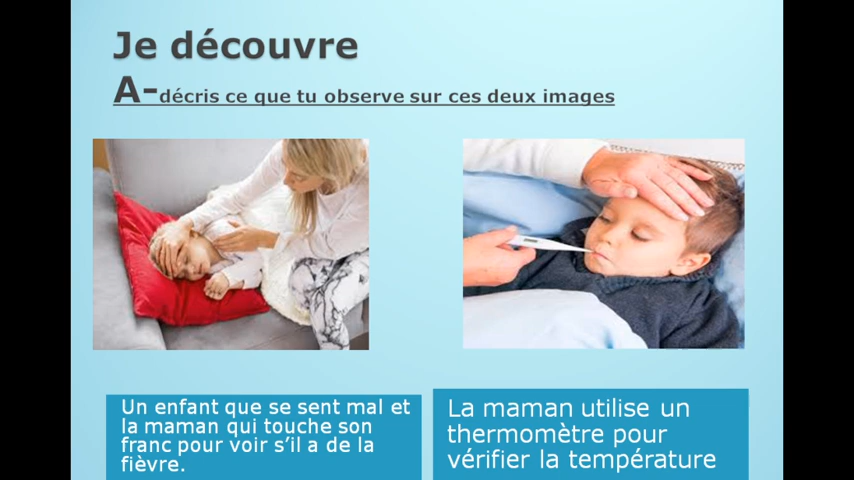 Je découvre
A-décris ce que tu observe sur ces deux images
Un enfant que se sent mal et
la maman qui touche son
franc pour voir s’il a de la
fièvre.
La maman utilise un
thermomètre pour
vérifier la température